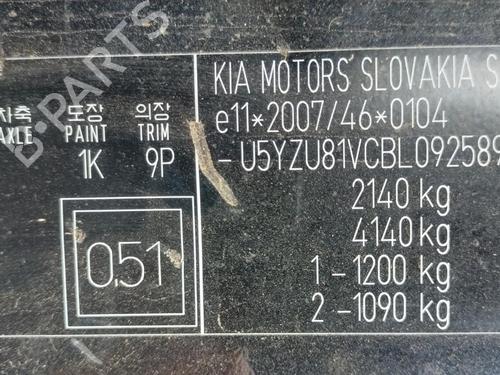 차축 도장 의장
AXLE PAINT TRIM
1K 9P
0.51
KIA MOTORS SLOVAKIA S
e11*2007/46*0104
-U5YZU81VCBL092589
2140 kg
4140 kg
1-1200 kg
2-1090 kg
B-PARTS